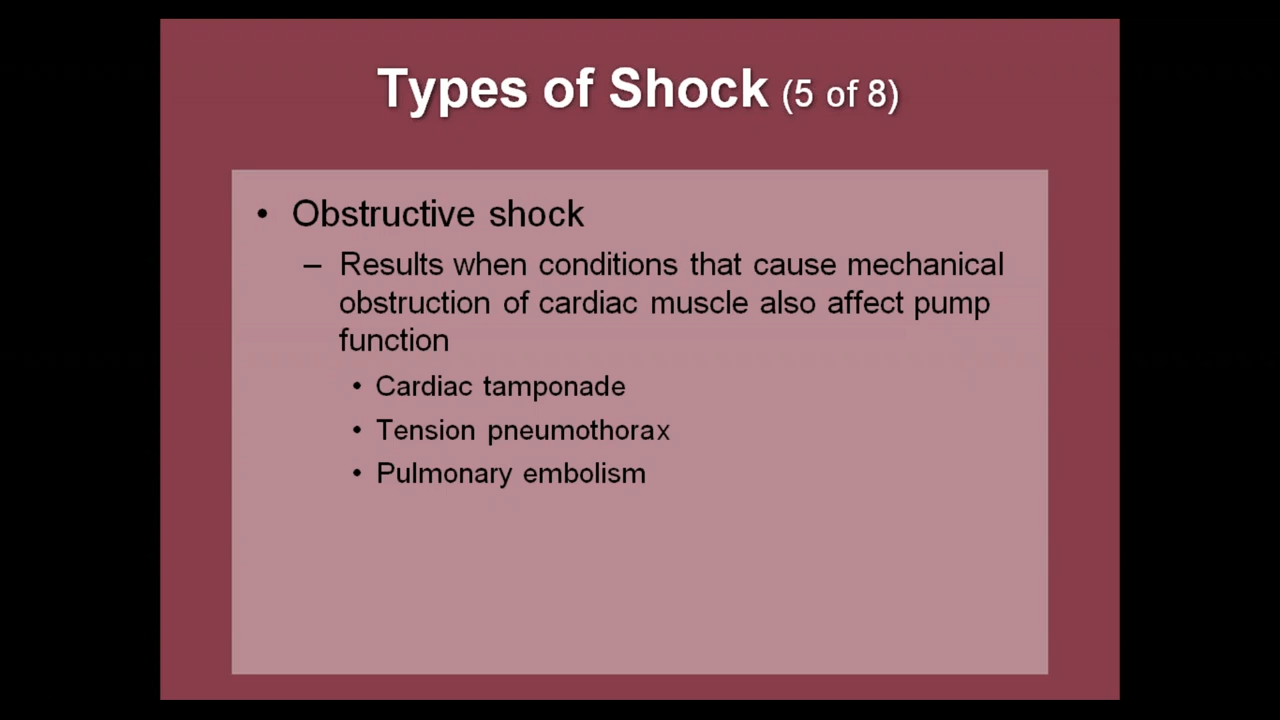 Types of Shock (5 of 8)
• Obstructive shock
– Results when conditions that cause mechanical
obstruction of cardiac muscle also affect pump
function
• Cardiac tamponade
• Tension pneumothorax
• Pulmonary embolism